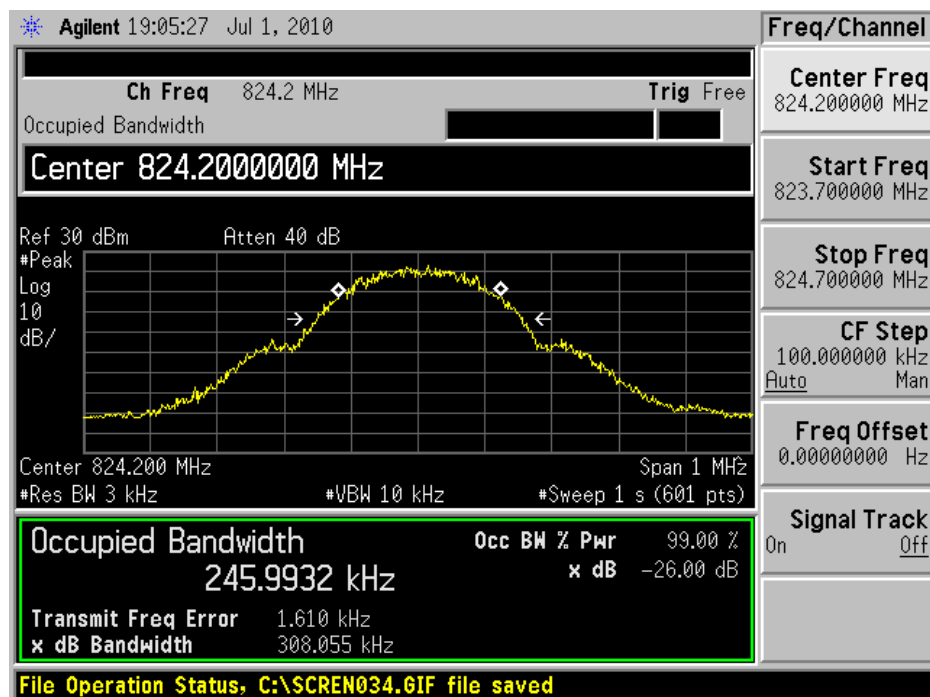 Agilent 19:05:27 Jul 1, 2010
Freq/Channel
Ch Freq 824.2 MHz
Trig Free
Occupied Bandwidth
Center 824.2000000 MHz
Ref 30 dBm
Atten 40 dB
#Peak
Log
10
dB/
Center 824.200 MHz
Span 1 MHz
#Res BW 3 kHz
#VBW 10 kHz
#Sweep 1 s (601 pts)
Occupied Bandwidth
245.9932 kHz
Occ BW % Pwr 99.00 %
x dB -26.00 dB
Transmit Freq Error 1.610 kHz
x dB Bandwidth 308.055 kHz
Center Freq
824.200000 MHz
Start Freq
823.700000 MHz
Stop Freq
824.700000 MHz
CF Step
100.000000 kHz
Auto Man
Freq Offset
0.00000000 Hz
Signal Track
On Off
File Operation Status, C:\SCREN034.GIF file saved